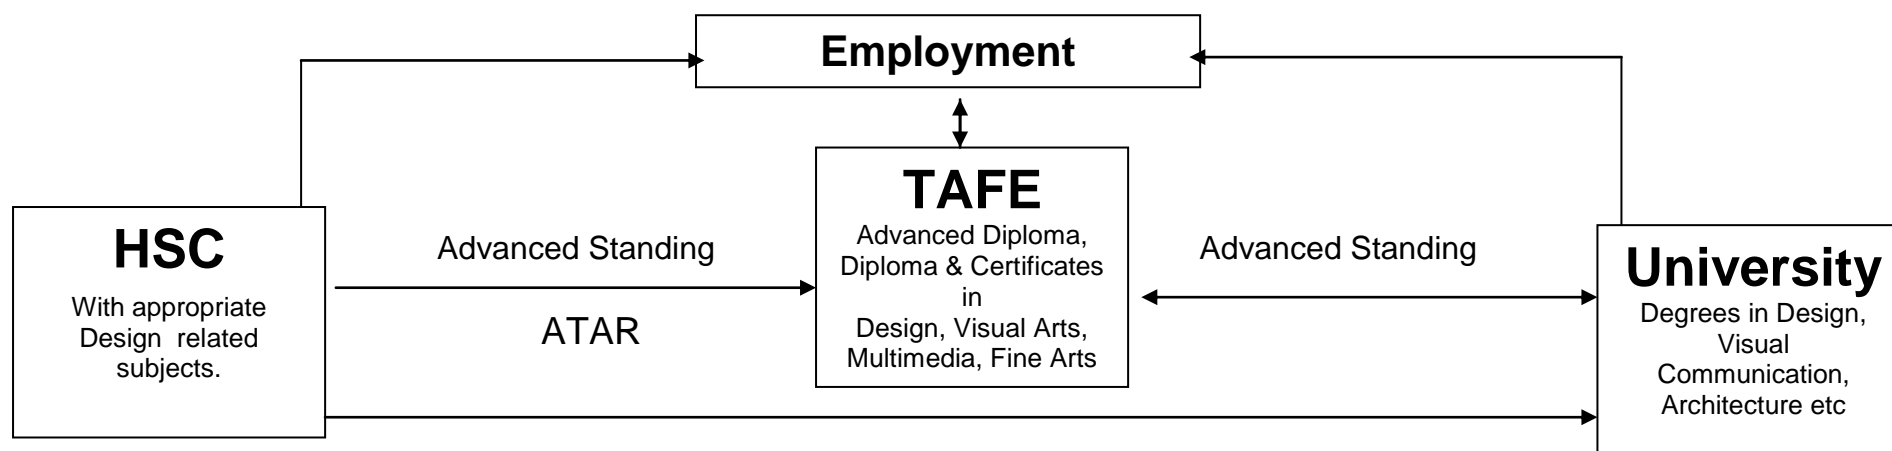 Employment
HSC
With appropriate
Design related
subjects.
Advanced Standing
ATAR
TAFE
Advanced Diploma,
Diploma & Certificates
in
Design, Visual Arts,
Multimedia, Fine Arts
Advanced Standing
University
Degrees in Design,
Visual
Communication,
Architecture etc